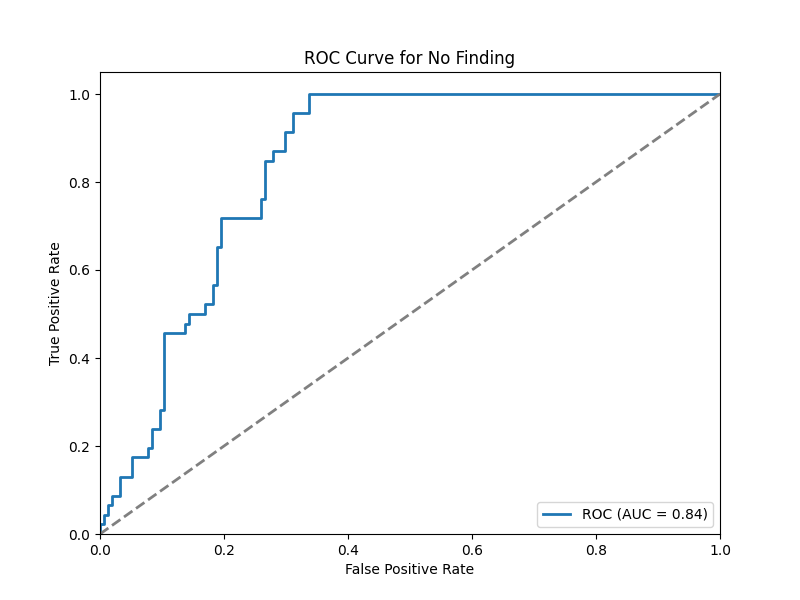 ROC Curve for No Finding
True Positive Rate
1.0
0.8
0.6
0.4
0.2
0.0
0.0 0.2 0.4 0.6 0.8 1.0
False Positive Rate
ROC (AUC = 0.84)